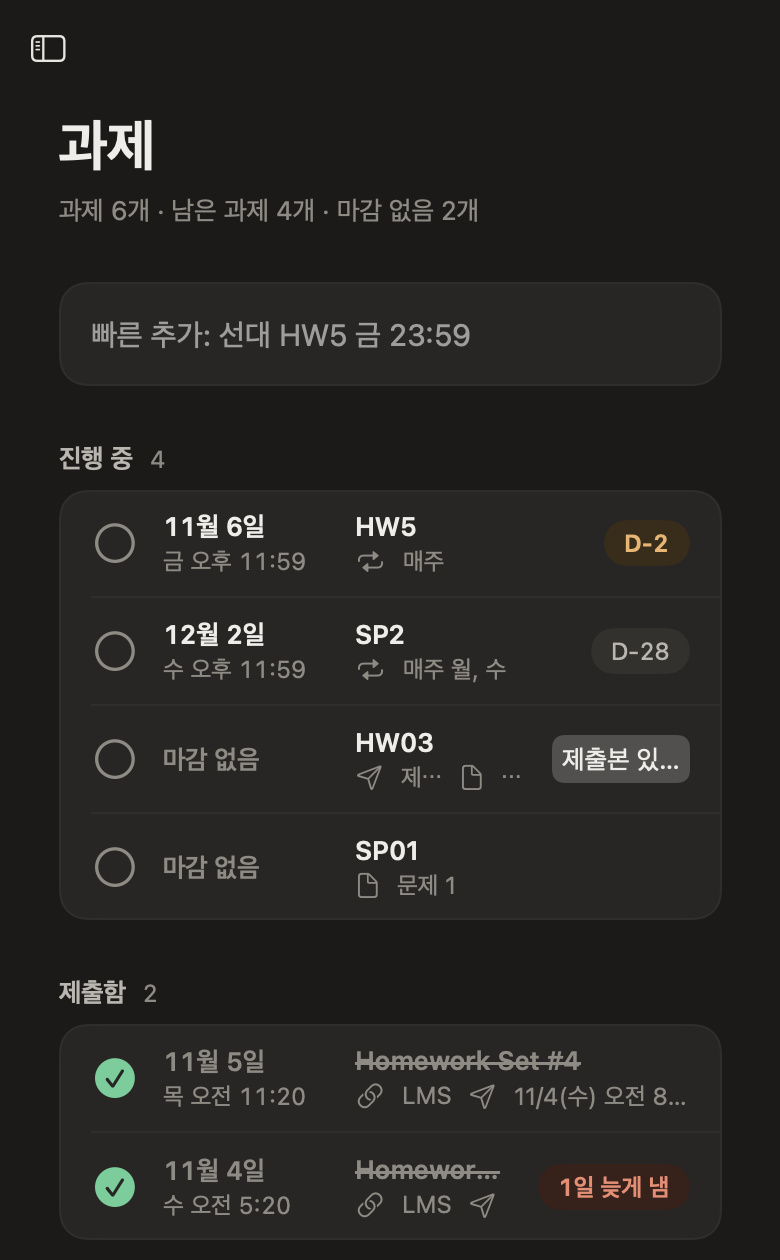 과제
과제 6개 · 남은 과제 4개 · 마감 없음 2개
빠른 추가: 선대 HW5 금 23:59
진행 중 4
11월 6일 HW5 D-2
금 오후 11:59 매주
12월 2일 SP2 D-28
수 오후 11:59 매주 월, 수
마감 없음 HW03 제출본 있...
제… …
마감 없음 SP01
문제 1
제출함 2
11월 5일 Homework Set #4
목 오전 11:20 LMS 11/4(수) 오전 8...
11월 4일 Homewor... 1일 늦게 냄
수 오전 5:20 LMS